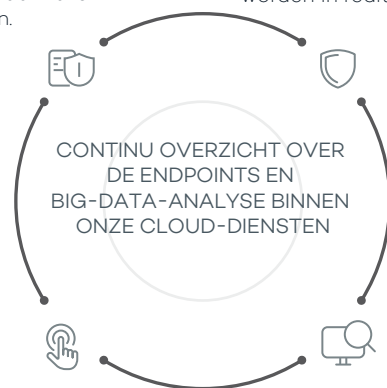 n.
CONTINU OVERZICHT OVER
DE ENDPOINTS EN
BIG-DATA-ANALYSE BINNEN
ONZE CLOUD-DIENSTEN